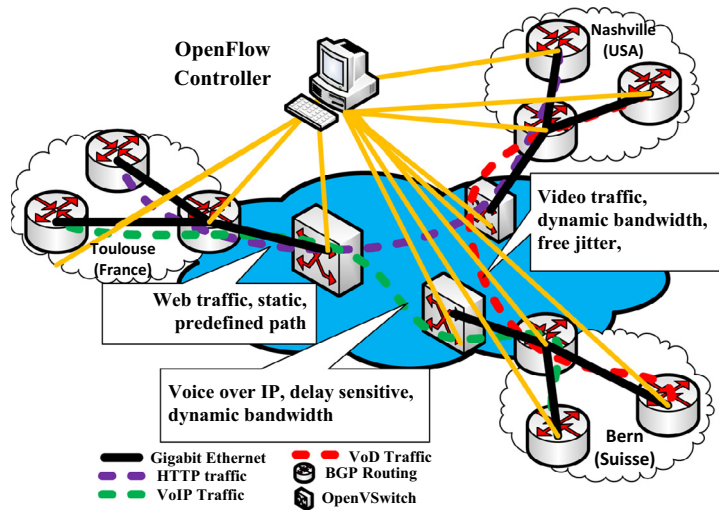 OpenFlow
Controller
Nashville
(USA)
Toulouse
(France)
Video traffic,
dynamic bandwidth,
free jitter,
Web traffic, static,
predefined path
Voice over IP, delay sensitive,
dynamic bandwidth
Bern
(Suisse)
Gigabit Ethernet
HTTP traffic
VoIP Traffic
VoD Traffic
BGP Routing
OpenVSwitch